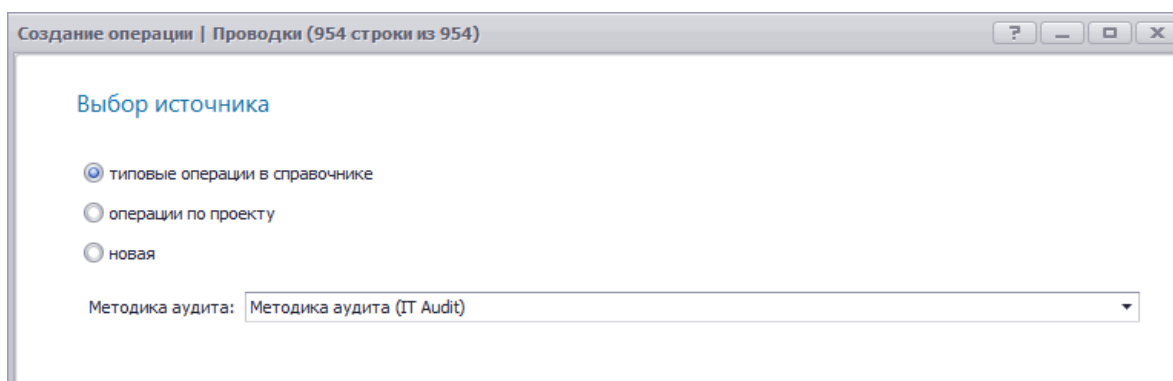 Создание операции | Проводки (954 строки из 954)
Выбор источника
типовые операции в справочнике
операции по проекту
новая
Методика аудита: Методика аудита (IT Audit)